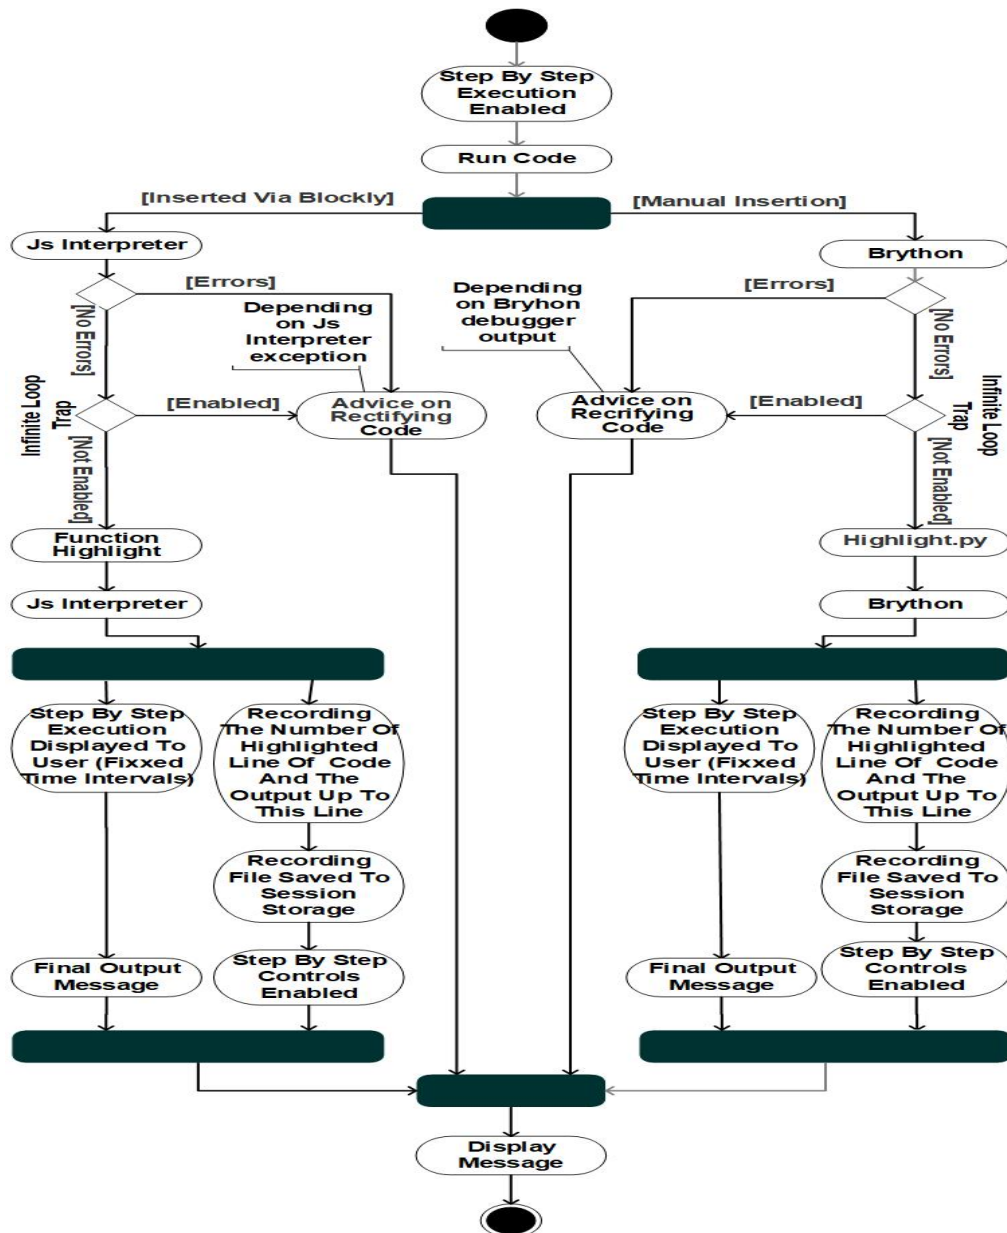 Step By Step
Execution
Enabled
Run Code
[Inserted Via Blockly]
[Manual Insertion]
Js Interpreter
Brython
[Errors]
[Errors]
Depending
on Js
Interpreter
exception
Depending
on Bryhon
debugger
output
[No Errors]
[No Errors]
Infinite Loop
Trap
[Enabled]
Advice on
Rectifying
Code
Advice on
Recrifying
Code
[Enabled]
Infinite Loop
Trap
[Not Enabled]
[Not Enabled]
Function
Highlight
Highlight.py
Js Interpreter
Brython
Step By Step
Execution
Displayed To
User (Fixxed
Time Intervals)
Recording
The Number Of
Highlighted
Line Of Code
And The
Output Up To
This Line
Step By Step
Execution
Displayed To
User (Fixxed
Time Intervals)
Recording
The Number Of
Highlighted
Line Of Code
And The
Output Up To
This Line
Recording
File Saved To
Session
Storage
Recording
File Saved To
Session
Storage
Final Output
Message
Step By Step
Controls
Enabled
Final Output
Message
Step By Step
Controls
Enabled
Display
Message